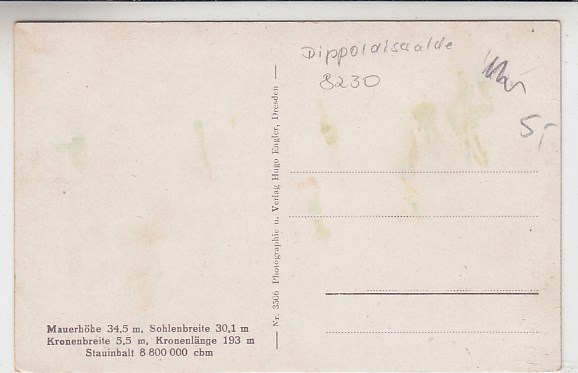 Dippoldiswalde
8230
5,-
— Nr. 3506 Photographie u. Verlag Hugo Engler, Dresden —
Mauerhöhe 34,5 m, Sohlenbreite 30,1 m
Kronenbreite 5,5 m, Kronenlänge 193 m
Stauinhalt 8 800 000 cbm